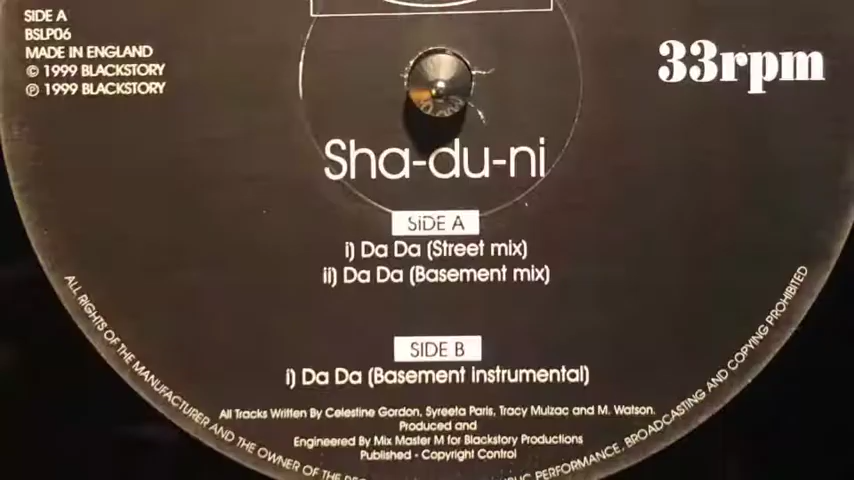 SIDE A
BSLP06
MADE IN ENGLAND
© 1999 BLACKSTORY
℗ 1999 BLACKSTORY
33rpm
Sha-du-ni
SIDE A
i) Da Da (Street mix)
ii) Da Da (Basement mix)
SIDE B
i) Da Da (Basement instrumental)
All Tracks Written By Celestine Gordon, Syreeta Paris, Tracy Mulzac and M. Watson.
Produced and
Engineered By Mix Master M for Blackstory Productions
Published - Copyright Control
ALL RIGHTS OF THE MANUFACTURER AND THE OWNER OF THE
PUBLIC PERFORMANCE, BROADCASTING AND COPYING PROHIBITED